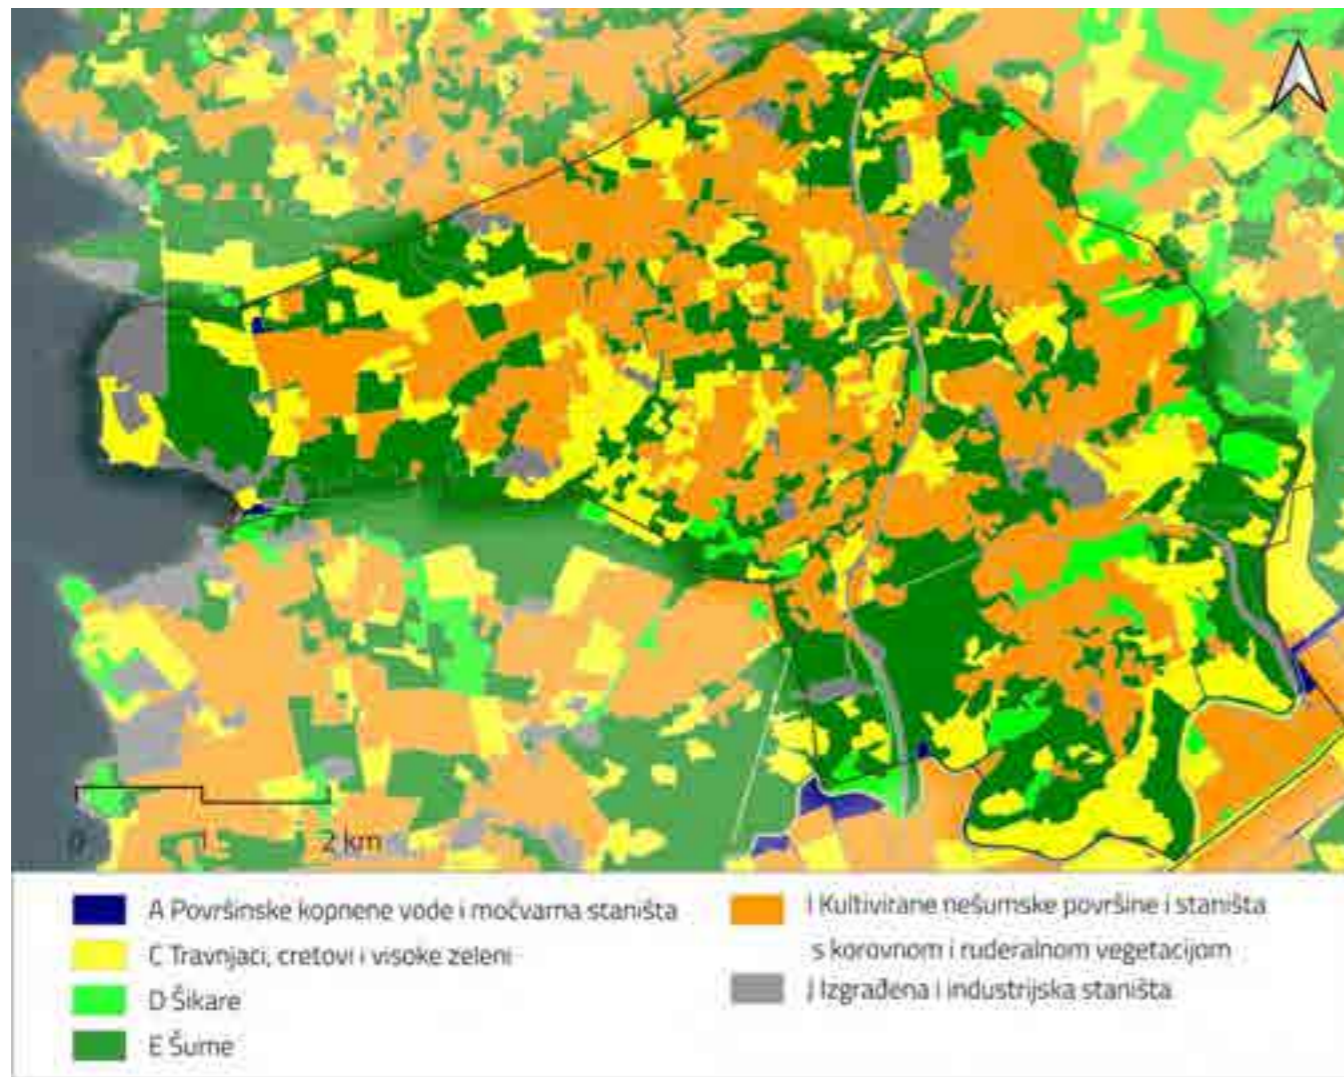 0 1 2 km
A Površinske kopnene vode i močvarna staništa
C Travnjaci, cretovi i visoke zeleni
D Šikare
E Šume
I Kultivirane nešumske površine i staništa
s korovnom i ruderalnom vegetacijom
J Izgrađena i industrijska staništa